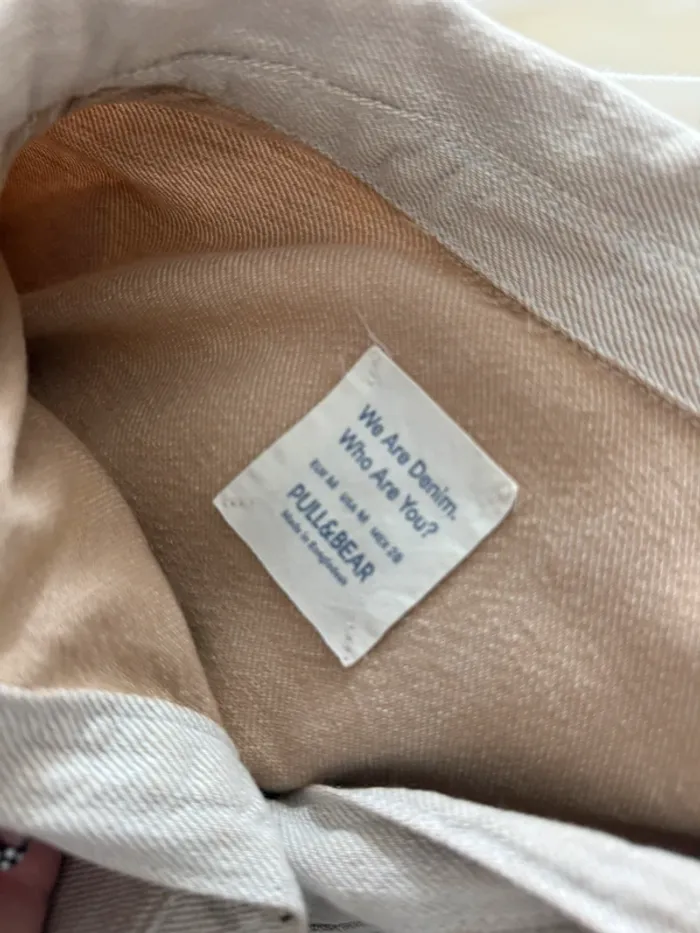 We Are Denim.
Who Are You?
EUR M USA M MEX 28
PULL&BEAR
Made in Bangladesh